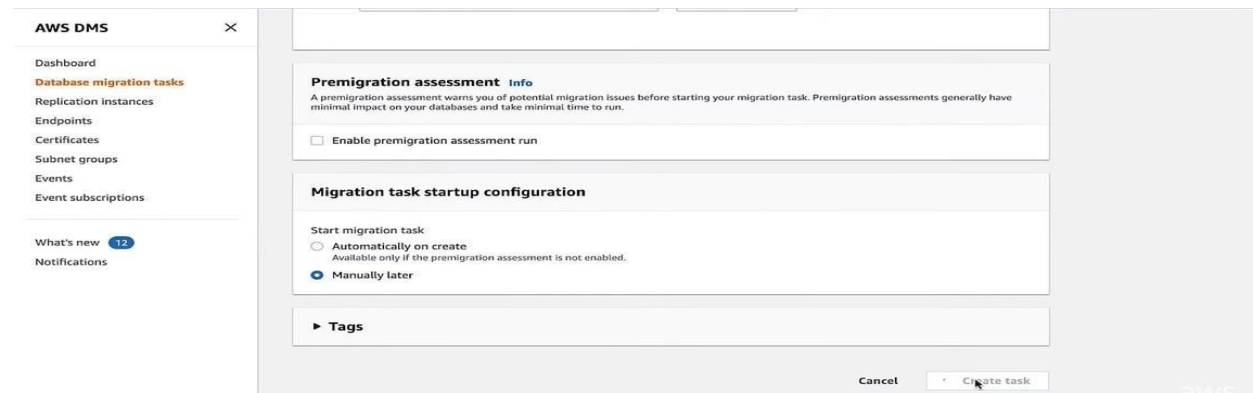 AWS DMS
Dashboard
Database migration tasks
Replication instances
Endpoints
Certificates
Subnet groups
Events
Event subscriptions
What's new 12
Notifications
Premigration assessment Info
A premigration assessment warns you of potential migration issues before starting your migration task. Premigration assessments generally have
minimal impact on your databases and take minimal time to run.
Enable premigration assessment run
Migration task startup configuration
Start migration task
Automatically on create
Available only if the premigration assessment is not enabled.
Manually later
Tags
Cancel
Create task
aws